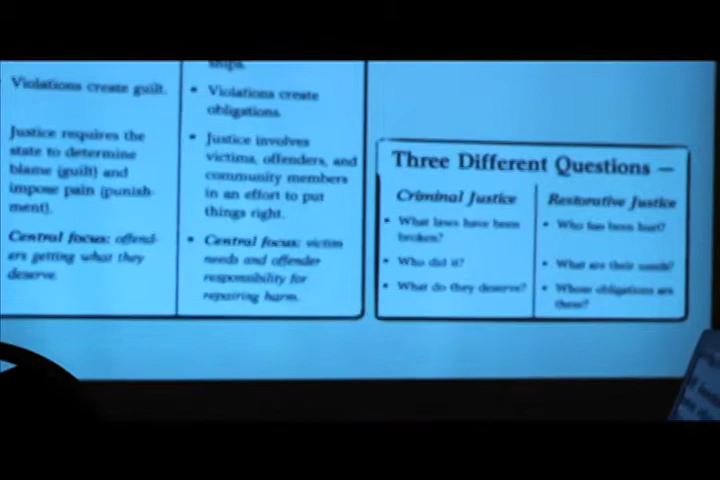 Violations create guilt.
Justice requires the
state to determine
blame (guilt) and
impose pain (punish-
ment).
Central focus: offend-
ers getting what they
deserve.
ships.
• Violations create
obligations.
• Justice involves
victims, offenders, and
community members
in an effort to put
things right.
• Central focus: victim
needs and offender
responsibility for
repairing harm.
Three Different Questions —
Criminal Justice
• What laws have been
broken?
• Who did it?
• What do they deserve?
Restorative Justice
• Who has been hurt?
• What are their needs?
• Whose obligations are
these?